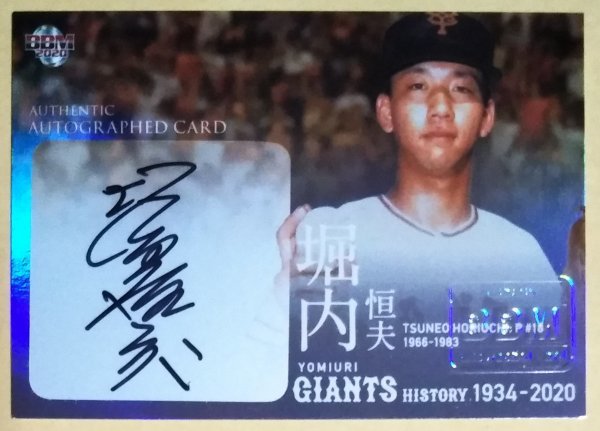 BBM
2020
AUTHENTIC
AUTOGRAPHED CARD
堀内 恒夫
TSUNEO HORIUCHI P #18
1966-1983
BBM
YOMIURI
GIANTS HISTORY 1934-2020